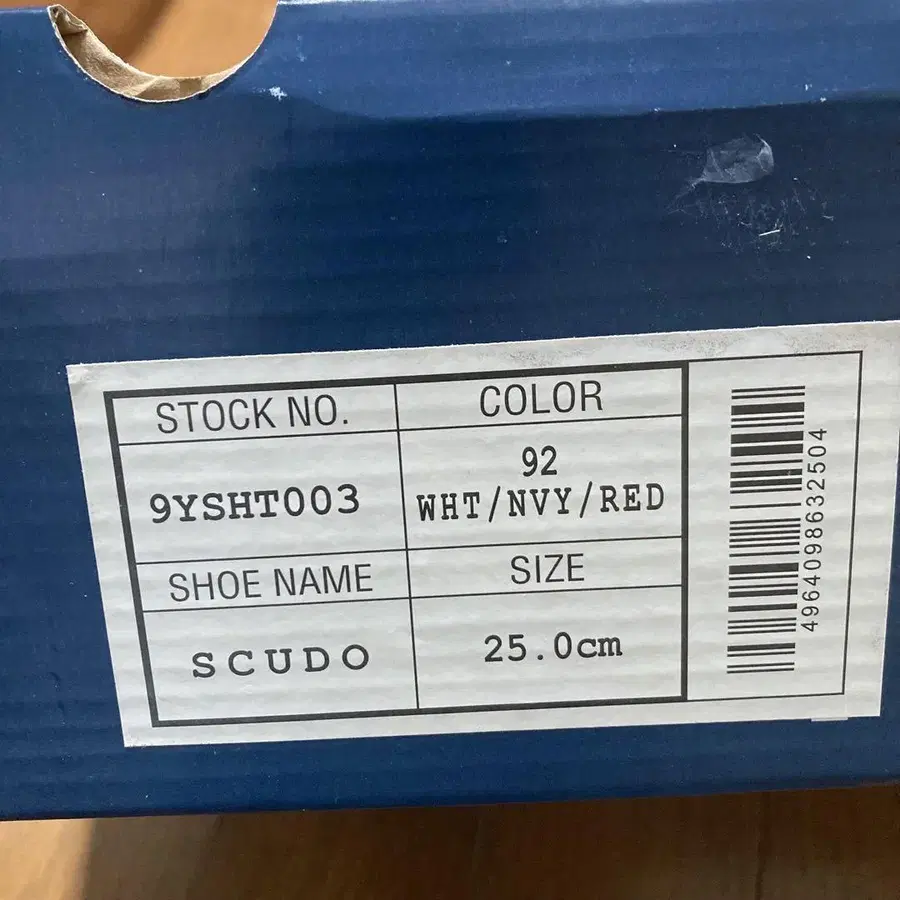 STOCK NO.
COLOR
9YSHT003
92
WHT/NVY/RED
SHOE NAME
SIZE
SCUDO
25.0cm
4964098632504